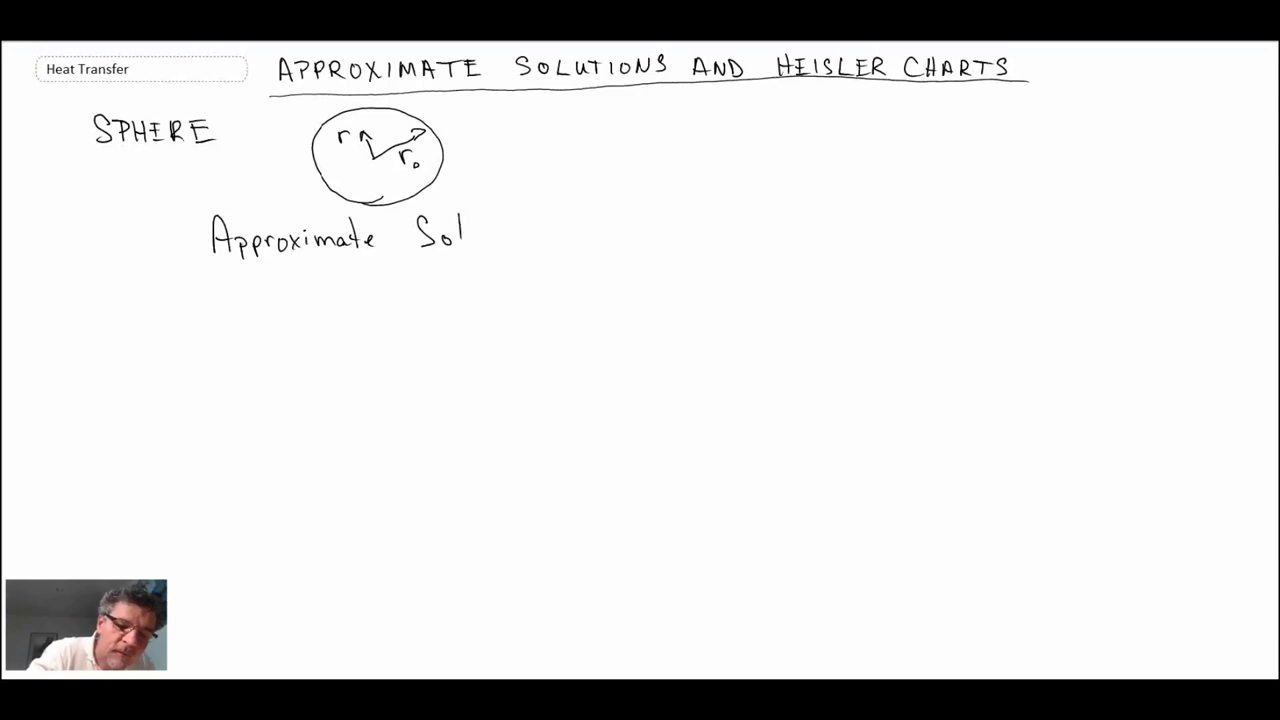 Heat Transfer
APPROXIMATE SOLUTIONS AND HEISLER CHARTS
SPHERE
r
r₀
Approximate Sol